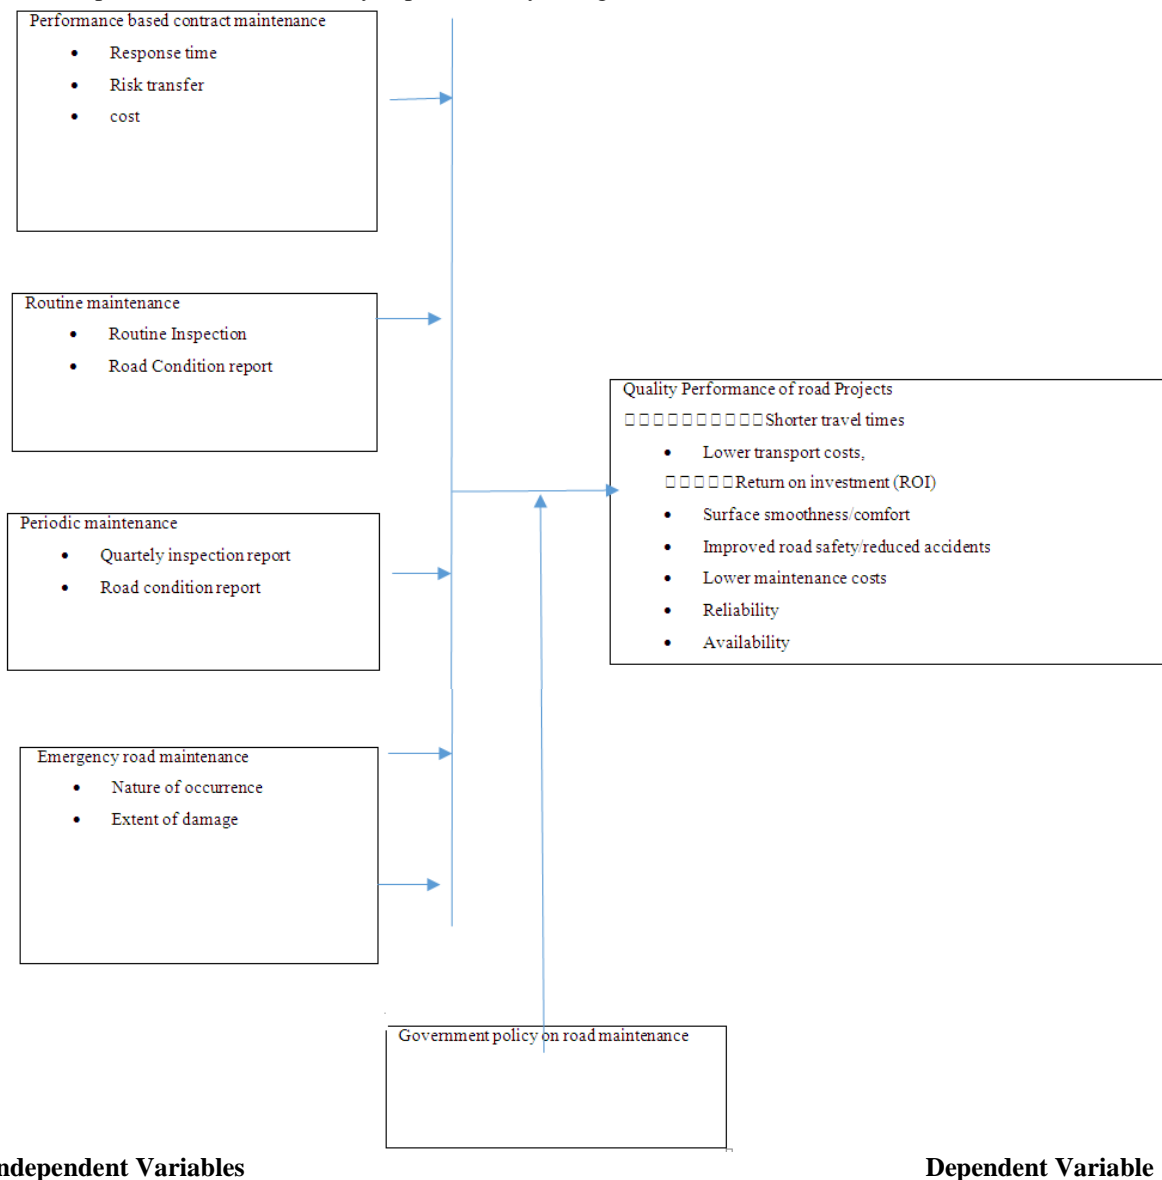 Performance based contract maintenance
• Response time
• Risk transfer
• cost
Routine maintenance
• Routine Inspection
• Road Condition report
Quality Performance of road Projects
□□□□□□□□□□Shorter travel times
• Lower transport costs,
□□□□□Return on investment (ROI)
• Surface smoothness/comfort
• Improved road safety/reduced accidents
• Lower maintenance costs
• Reliability
• Availability
Periodic maintenance
• Quartely inspection report
• Road condition report
Emergency road maintenance
• Nature of occurrence
• Extent of damage
Government policy on road maintenance
ndependent Variables
Dependent Variable